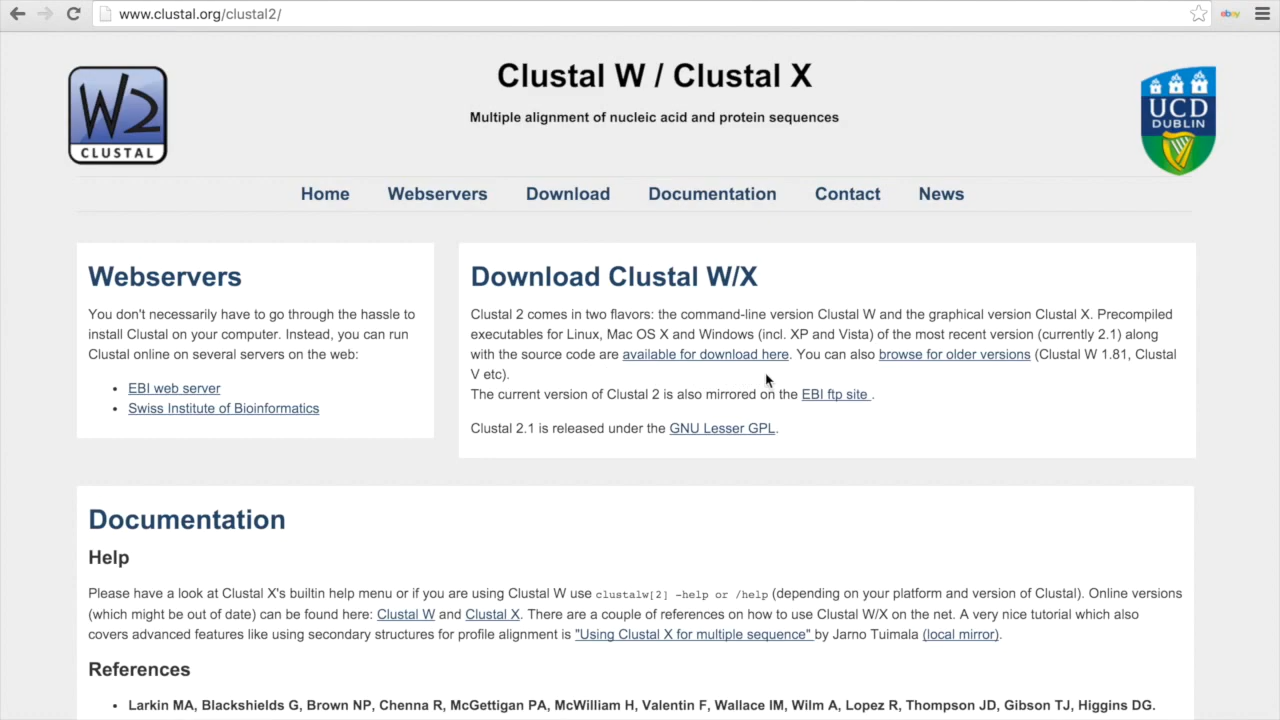 www.clustal.org/clustal2/
ebay
Clustal W / Clustal X
Multiple alignment of nucleic acid and protein sequences
W2
CLUSTAL
UCD
DUBLIN
Home Webservers Download Documentation Contact News
Webservers
You don't necessarily have to go through the hassle to
install Clustal on your computer. Instead, you can run
Clustal online on several servers on the web:
• EBI web server
• Swiss Institute of Bioinformatics
Download Clustal W/X
Clustal 2 comes in two flavors: the command-line version Clustal W and the graphical version Clustal X. Precompiled
executables for Linux, Mac OS X and Windows (incl. XP and Vista) of the most recent version (currently 2.1) along
with the source code are available for download here. You can also browse for older versions (Clustal W 1.81, Clustal
V etc).
The current version of Clustal 2 is also mirrored on the EBI ftp site .
Clustal 2.1 is released under the GNU Lesser GPL.
Documentation
Help
Please have a look at Clustal X's builtin help menu or if you are using Clustal W use clustalw[2] -help or /help (depending on your platform and version of Clustal). Online versions
(which might be out of date) can be found here: Clustal W and Clustal X. There are a couple of references on how to use Clustal W/X on the net. A very nice tutorial which also
covers advanced features like using secondary structures for profile alignment is "Using Clustal X for multiple sequence" by Jarno Tuimala (local mirror).
References
• Larkin MA, Blackshields G, Brown NP, Chenna R, McGettigan PA, McWilliam H, Valentin F, Wallace IM, Wilm A, Lopez R, Thompson JD, Gibson TJ, Higgins DG.